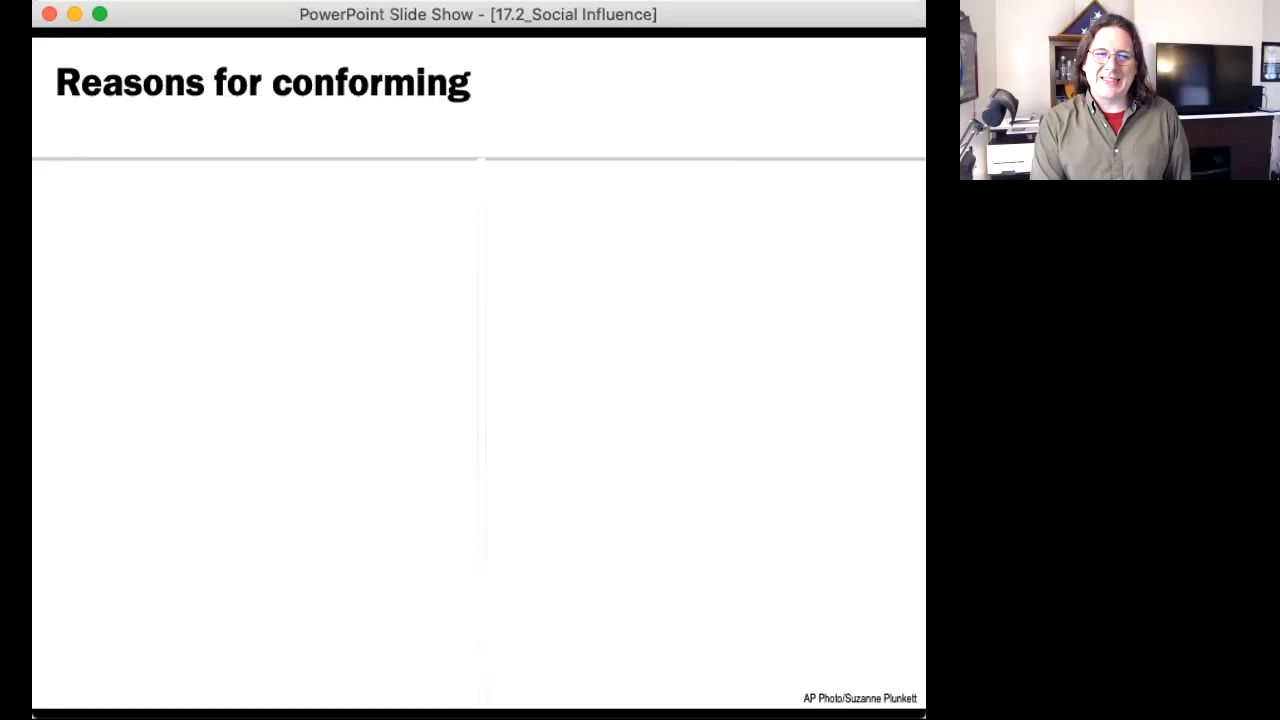 PowerPoint Slide Show - [17.2_Social Influence]
Reasons for conforming
AP Photo/Suzanne Plunkett